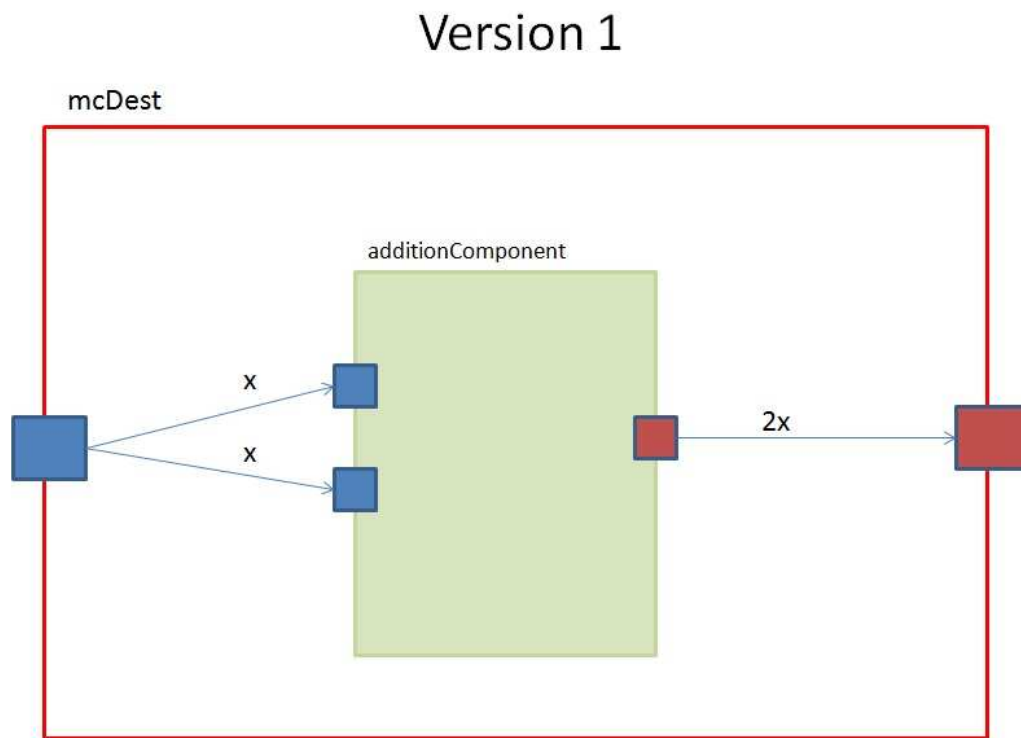 Version 1
mcDest
additionComponent
x
x
2x